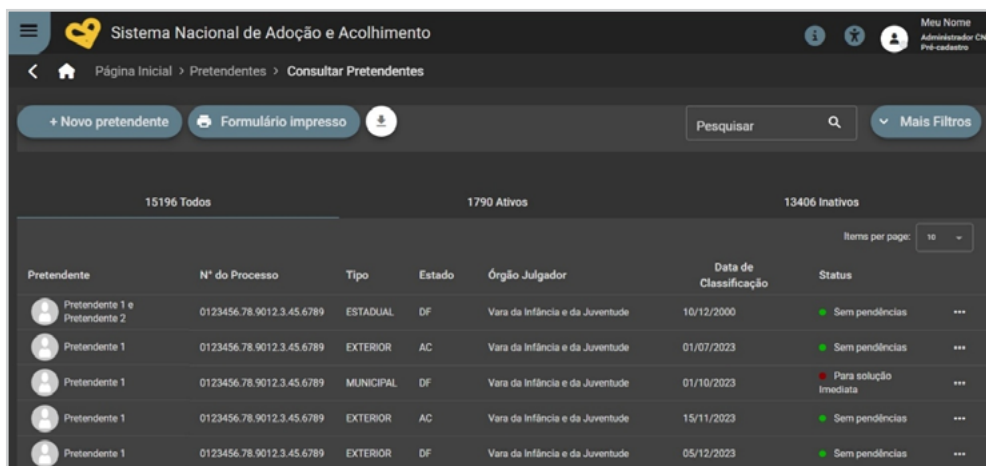 Sistema Nacional de Adoção e Acolhimento
Meu Nome
Administrador CN
Pré-cadastro
Página Inicial > Pretendentes > Consultar Pretendentes
+ Novo pretendente Formulário impresso Pesquisar Mais Filtros
15196 Todos 1790 Ativos 13406 Inativos
Items per page: 10
Pretendente N° do Processo Tipo Estado Órgão Julgador Data de Classificação Status
Pretendente 1 e
Pretendente 2 0123456.78.9012.3.45.6789 ESTADUAL DF Vara da Infância e da Juventude 10/12/2000 Sem pendências
Pretendente 1 0123456.78.9012.3.45.6789 EXTERIOR AC Vara da Infância e da Juventude 01/07/2023 Sem pendências
Pretendente 1 0123456.78.9012.3.45.6789 MUNICIPAL DF Vara da Infância e da Juventude 01/10/2023 Para solução
Imediata
Pretendente 1 0123456.78.9012.3.45.6789 EXTERIOR AC Vara da Infância e da Juventude 15/11/2023 Sem pendências
Pretendente 1 0123456.78.9012.3.45.6789 EXTERIOR DF Vara da Infância e da Juventude 05/12/2023 Sem pendências